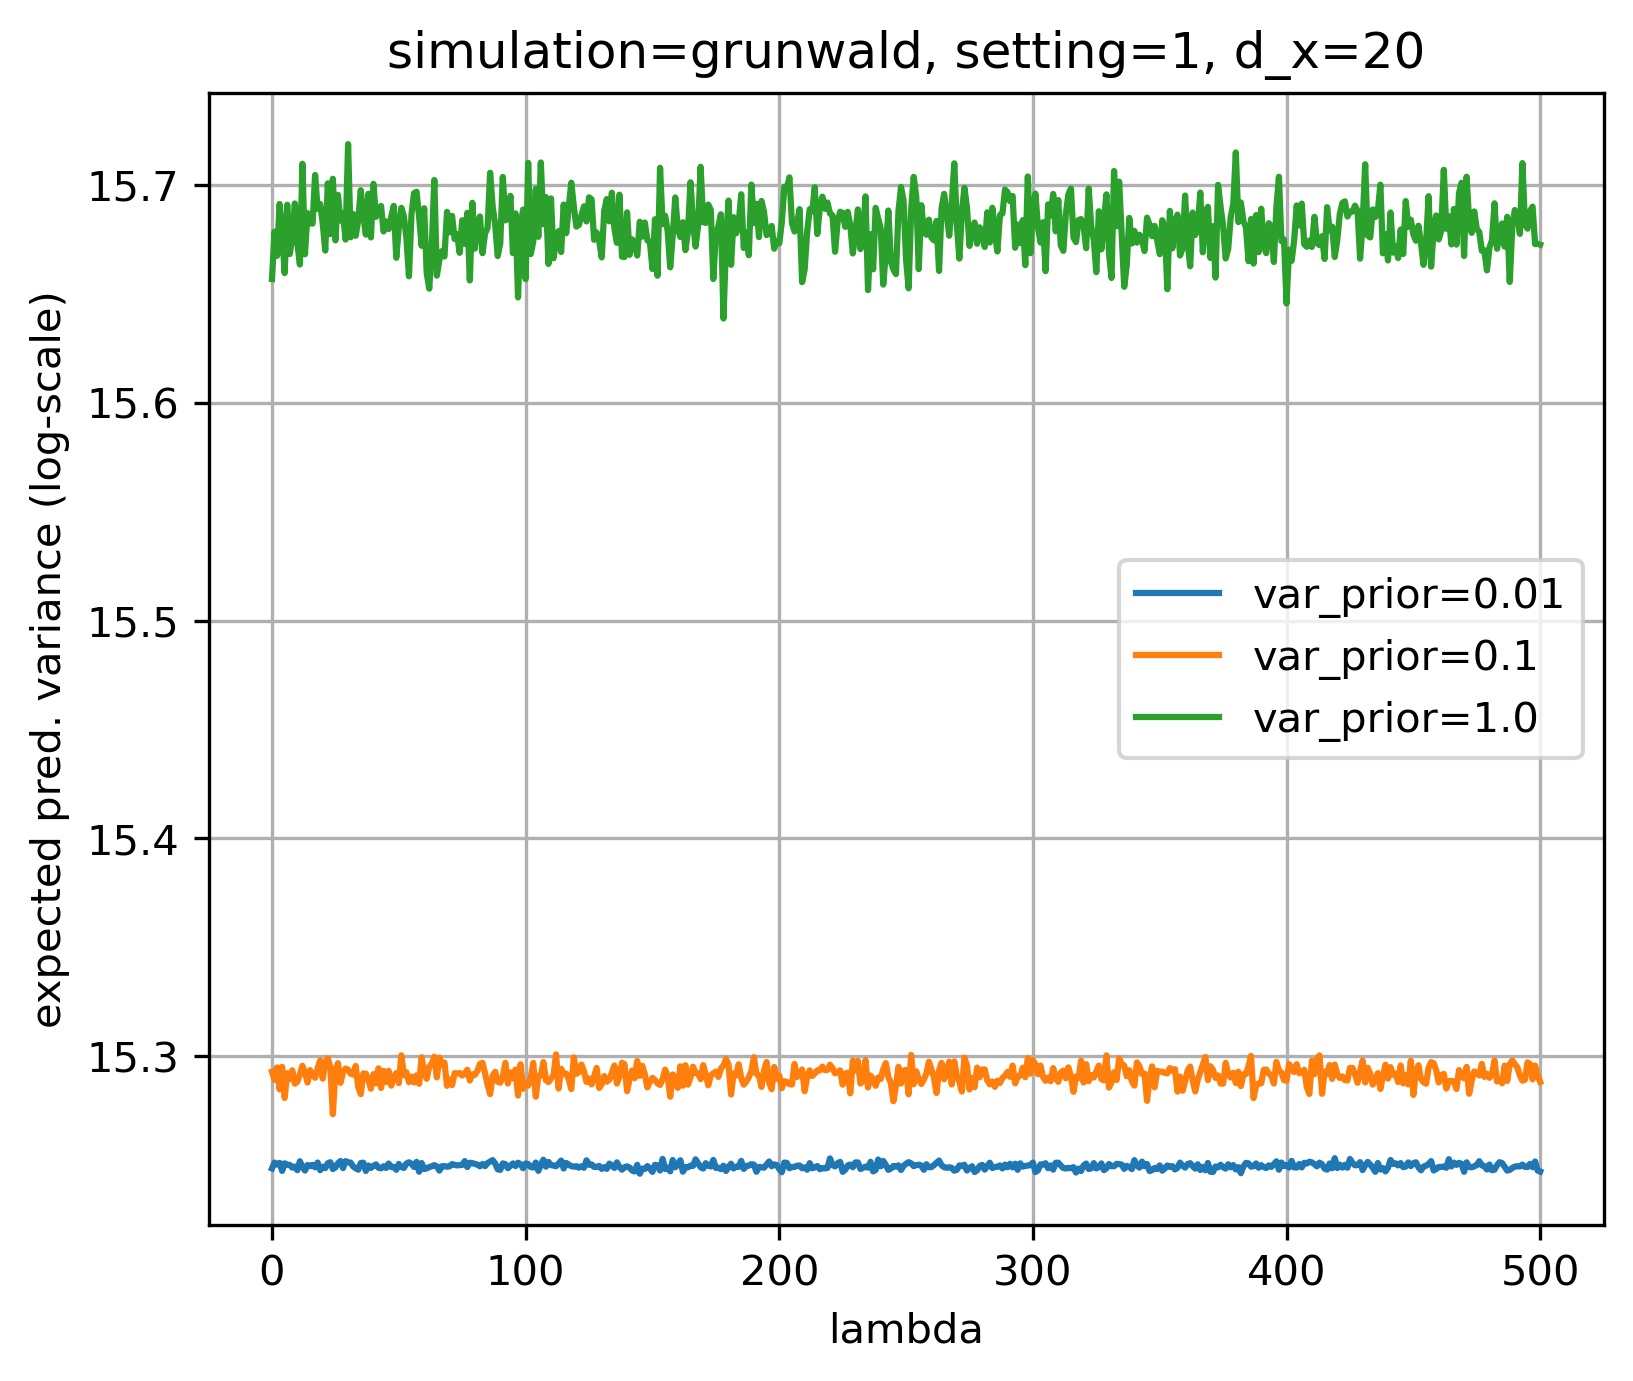 simulation=grunwald, setting=1, d_x=20
expected pred. variance (log-scale)
15.7
15.6
15.5
15.4
15.3
var_prior=0.01
var_prior=0.1
var_prior=1.0
0 100 200 300 400 500
lambda